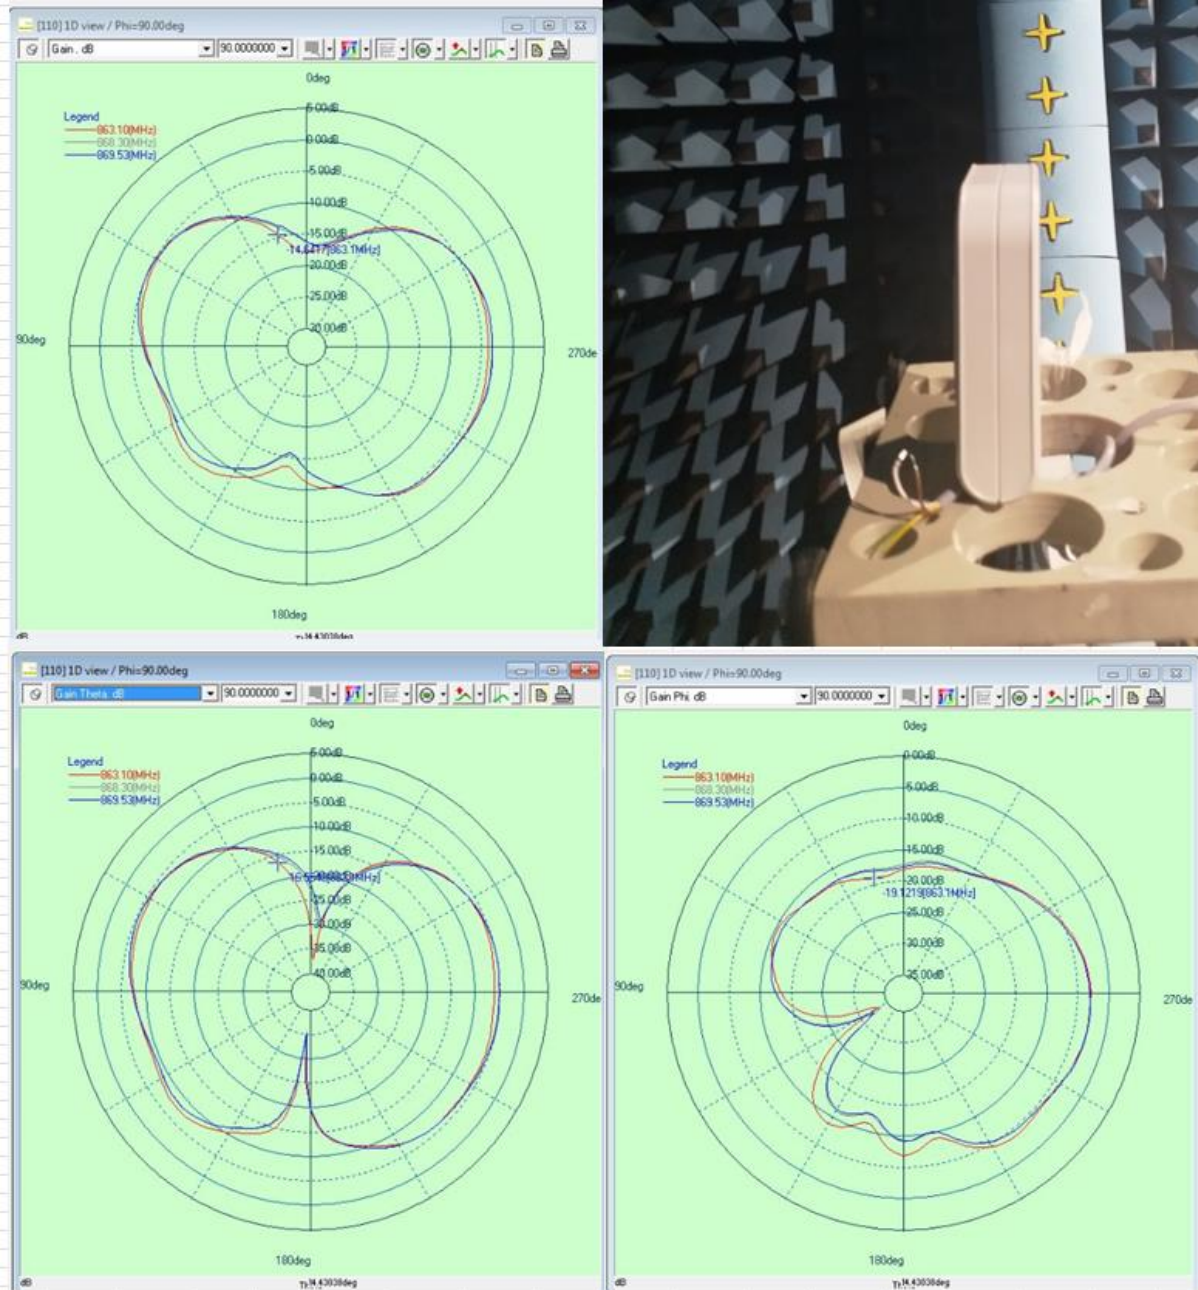 [110] 1D view / Phi=90.00deg
Gain . dB
90.0000000
0deg
Legend
863.10(MHz)
868.30(MHz)
869.53(MHz)
5.00dB
0.00dB
-5.00dB
-10.00dB
-15.00dB
-14.6417[863.1MHz]
-20.00dB
-25.00dB
-30.00dB
90deg
270de
180deg
dB
[110] 1D view / Phi=90.00deg
Gain Theta. dB
90.0000000
0deg
Legend
863.10(MHz)
868.30(MHz)
869.53(MHz)
5.00dB
0.00dB
-5.00dB
-10.00dB
-15.00dB
-25.00dB
-30.00dB
-35.00dB
-40.00dB
90deg
270de
180deg
dB
[110] 1D view / Phi=90.00deg
Gain Phi. dB
90.0000000
0deg
Legend
863.10(MHz)
868.30(MHz)
869.53(MHz)
0.00dB
-5.00dB
-10.00dB
-15.00dB
-20.00dB
-19.1219[863.1MHz]
-25.00dB
-30.00dB
-35.00dB
90deg
270de
180deg
dB